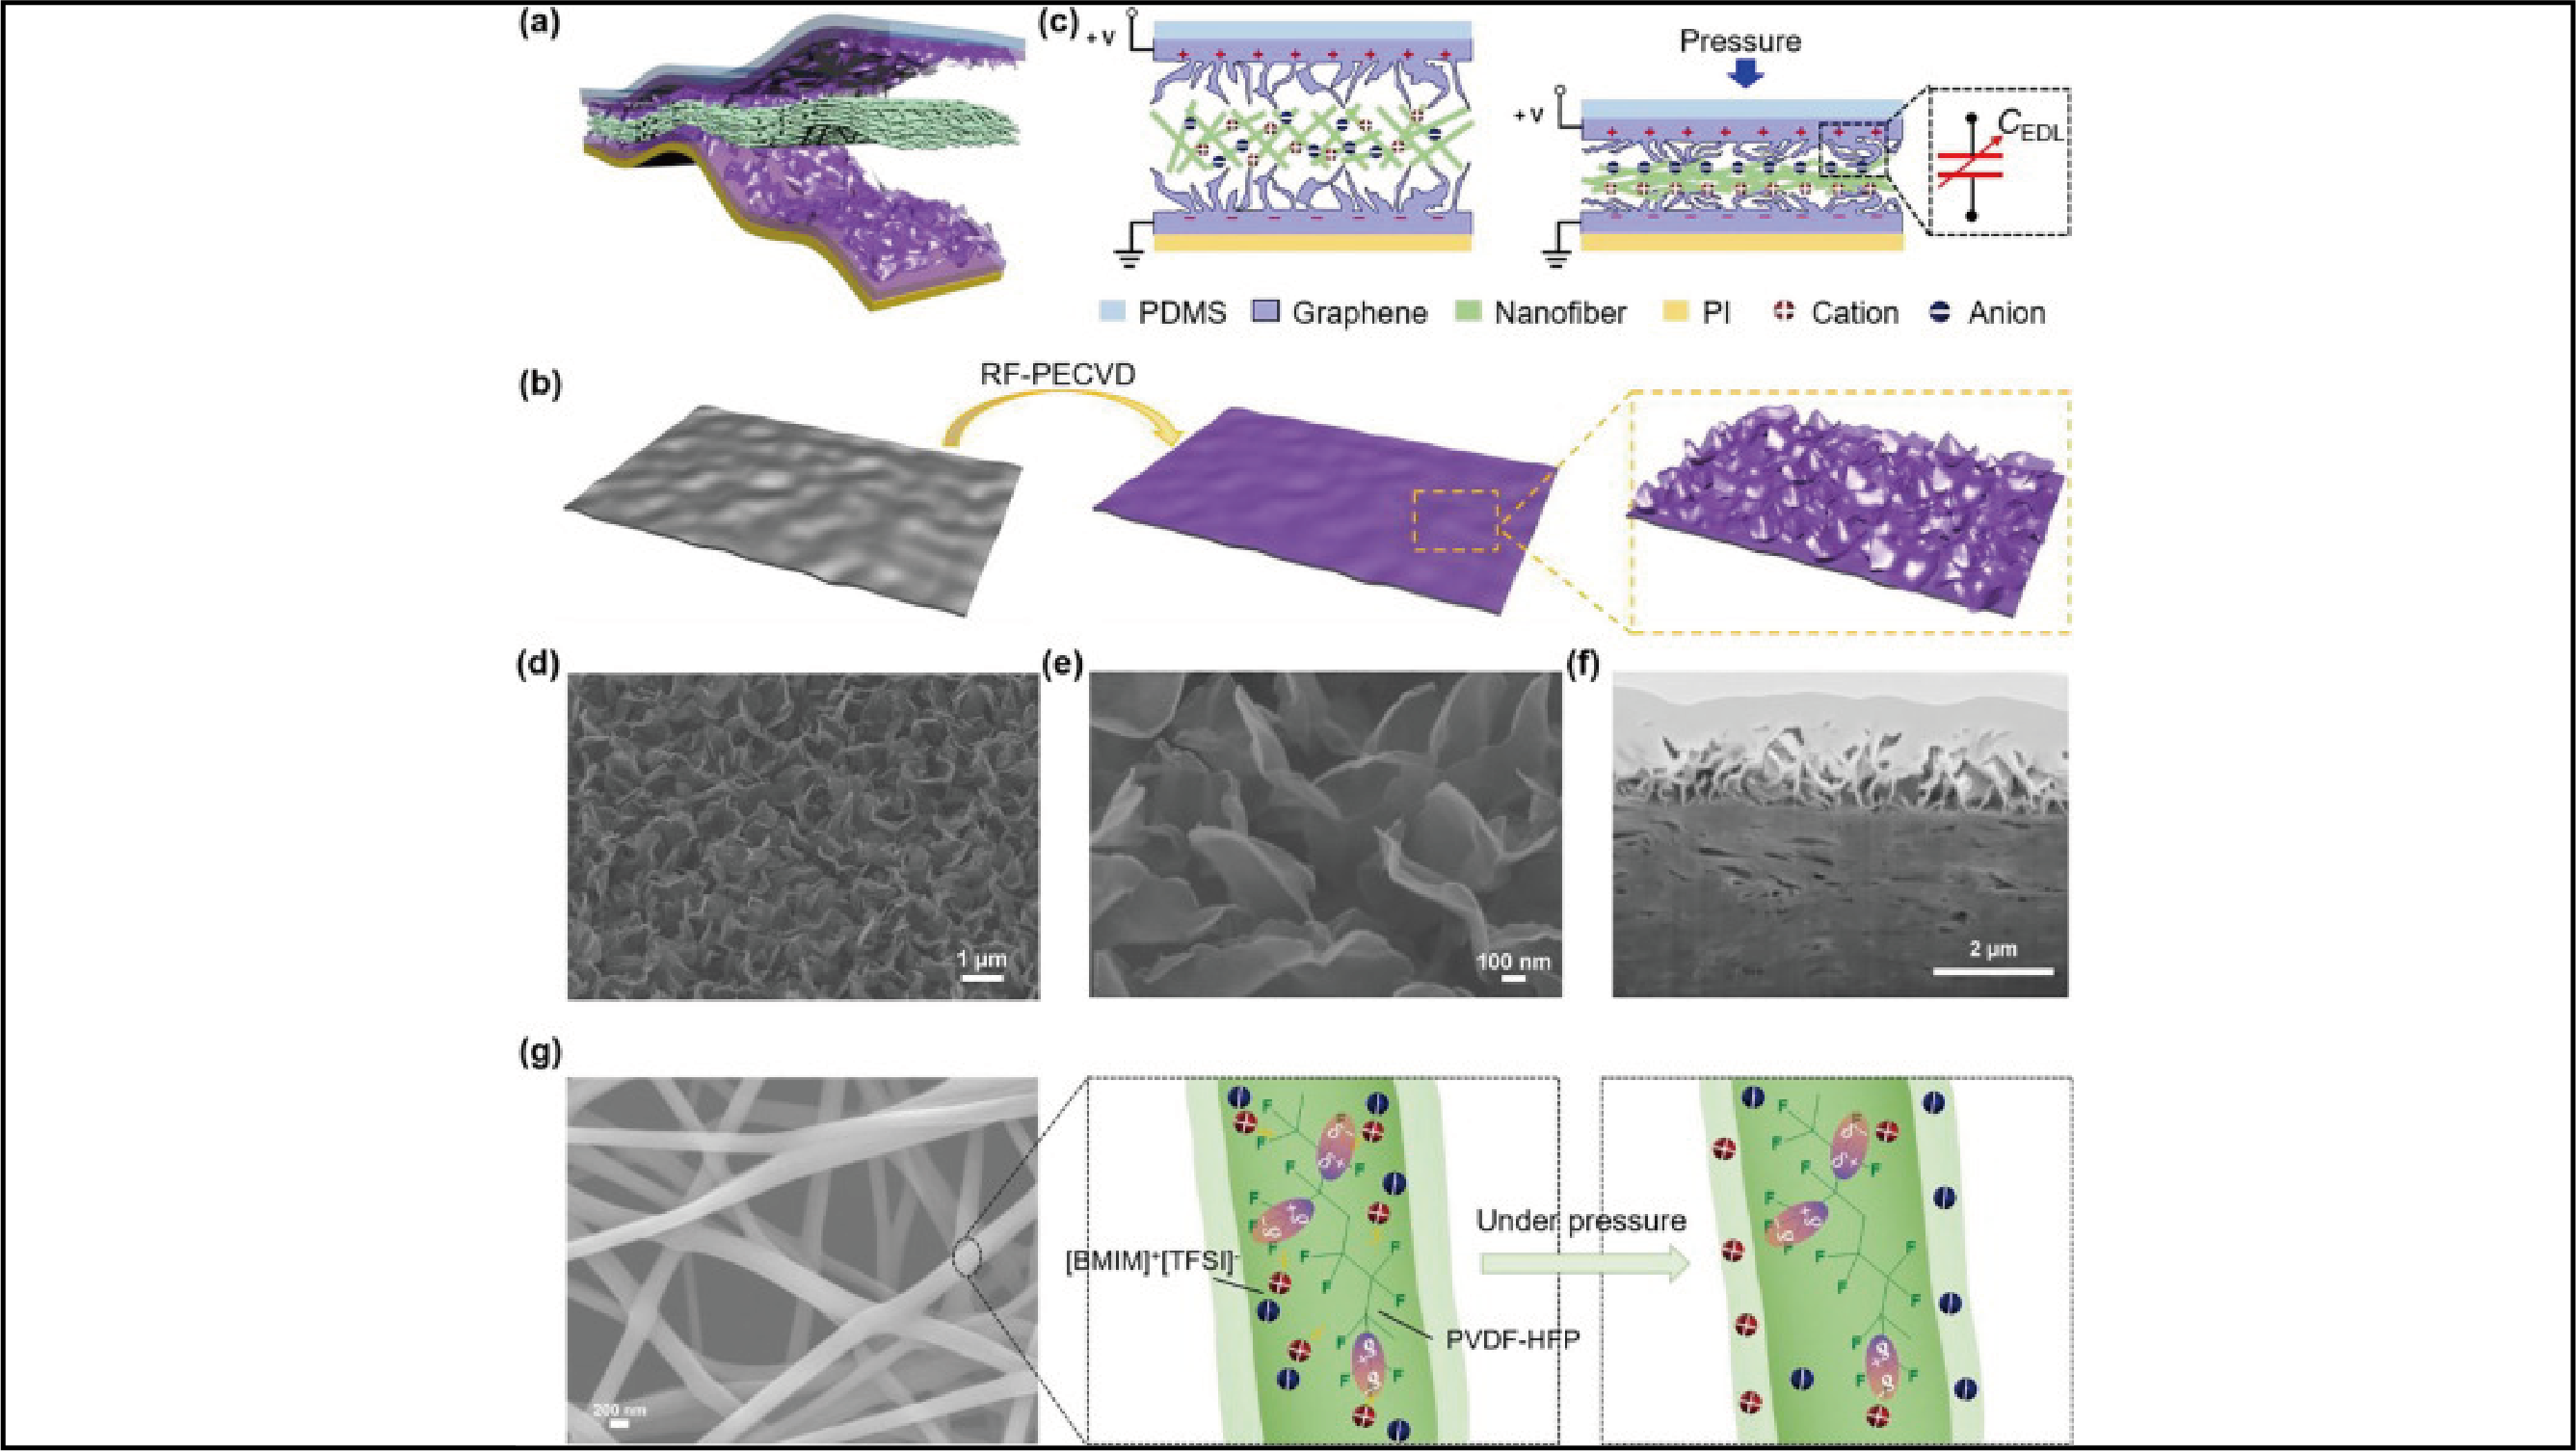 (a)
(c)
+ V
+ + + + + + + +
Pressure
+ V
+ + + + + + + +
C EDL
PDMS
Graphene
Nanofiber
PI
Cation
Anion
(b)
RF-PECVD
(d)
(e)
(f)
1 μm
100 nm
2 μm
(g)
200 nm
F
F
δ-
δ+
F
F
F
F
δ+
δ-
F
F
F
F
F
F
F
F
δ+
δ-
[BMIM]+[TFSI]-
PVDF-HFP
Under pressure
F
F
δ-
δ+
F
F
F
F
δ+
δ-
F
F
F
F
F
F
F
F
δ+
δ-